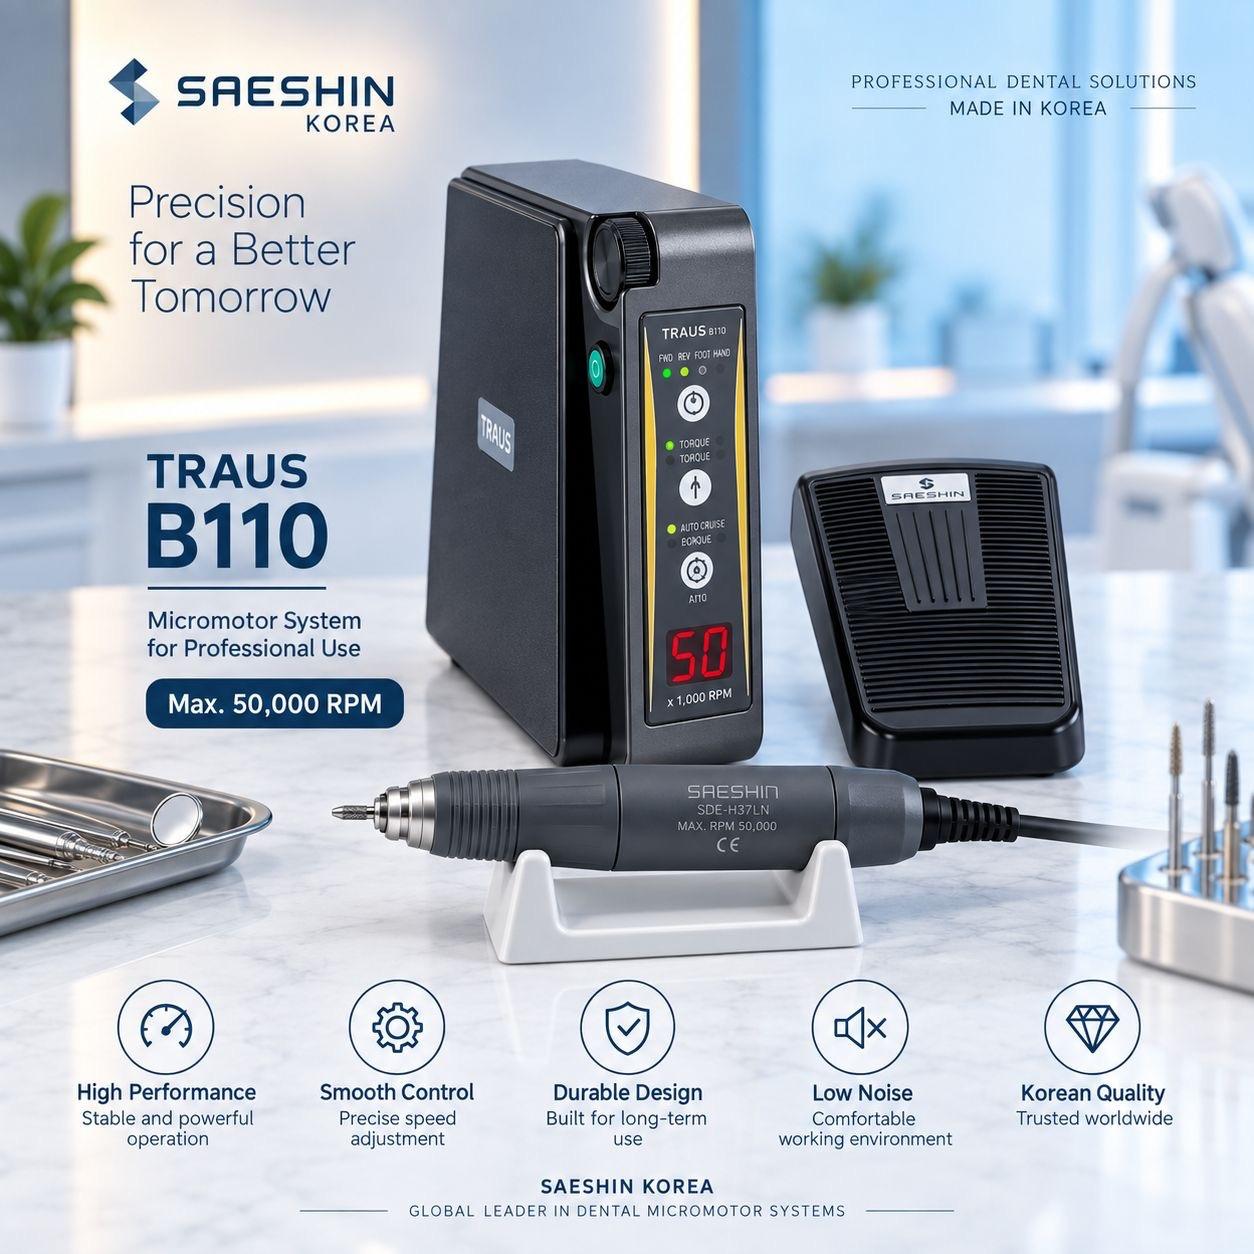 SAESHIN
KOREA
PROFESSIONAL DENTAL SOLUTIONS
MADE IN KOREA
Precision
for a Better
Tomorrow
TRAUS B110
FWD REV FOOT HAND
TORQUE
TORQUE
AUTO CRUISE
EORQUE
AITO
50
x 1,000 RPM
TRAUS
SAESHIN
TRAUS
B110
Micromotor System
for Professional Use
Max. 50,000 RPM
SAESHIN
SDE-H37LN
MAX. RPM 50,000
CE
High Performance
Stable and powerful
operation
Smooth Control
Precise speed
adjustment
Durable Design
Built for long-term
use
Low Noise
Comfortable
working environment
Korean Quality
Trusted worldwide
SAESHIN KOREA
GLOBAL LEADER IN DENTAL MICROMOTOR SYSTEMS